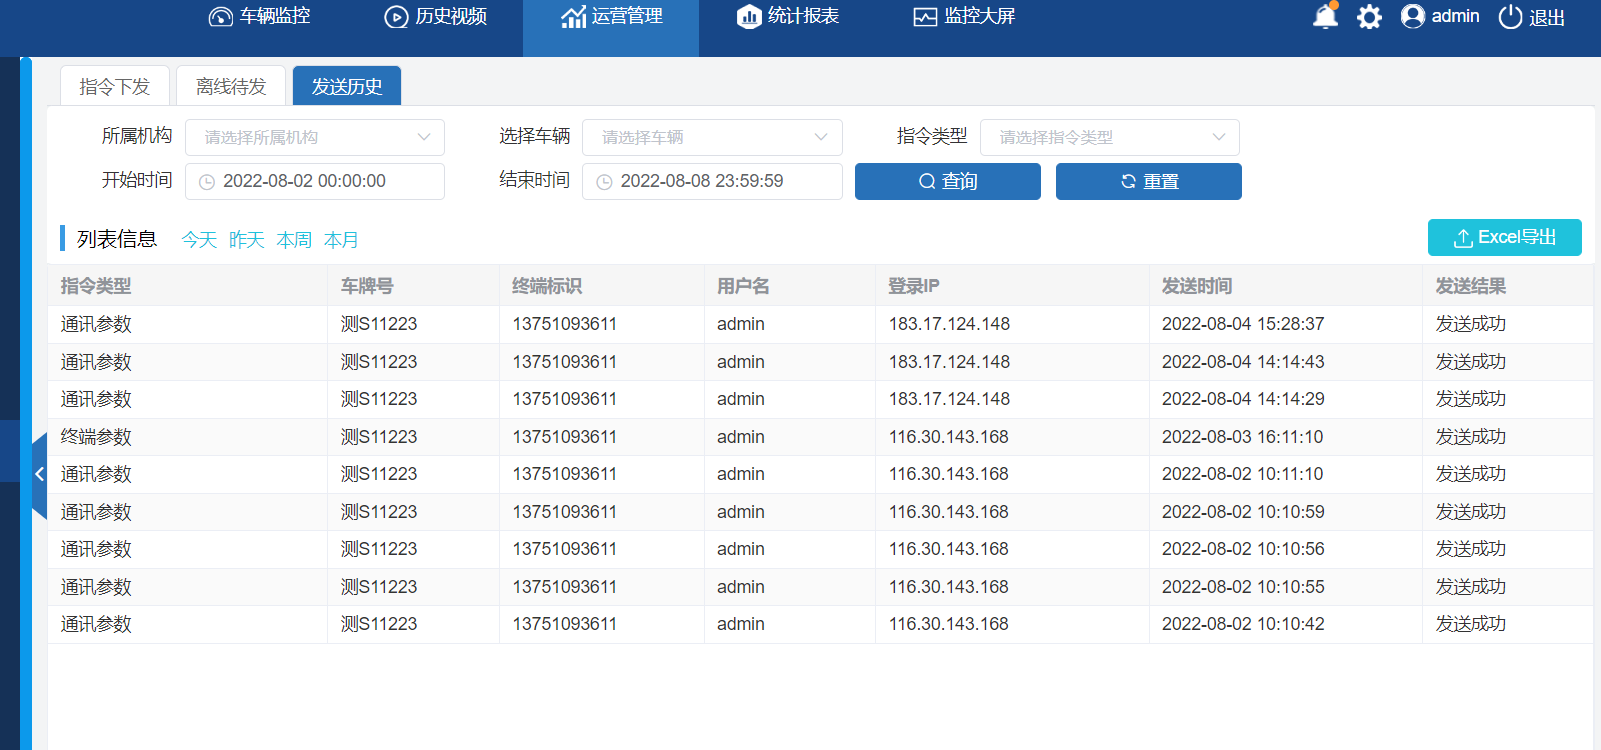 车辆监控 历史视频 运营管理 统计报表 监控大屏 admin 退出
指令下发 离线待发 发送历史
所属机构 请选择所属机构 选择车辆 请选择车辆 指令类型 请选择指令类型
开始时间 2022-08-02 00:00:00 结束时间 2022-08-08 23:59:59 查询 重置
列表信息 今天 昨天 本周 本月 Excel导出
指令类型 车牌号 终端标识 用户名 登录IP 发送时间 发送结果
通讯参数 测S11223 13751093611 admin 183.17.124.148 2022-08-04 15:28:37 发送成功
通讯参数 测S11223 13751093611 admin 183.17.124.148 2022-08-04 14:14:43 发送成功
通讯参数 测S11223 13751093611 admin 183.17.124.148 2022-08-04 14:14:29 发送成功
终端参数 测S11223 13751093611 admin 116.30.143.168 2022-08-03 16:11:10 发送成功
通讯参数 测S11223 13751093611 admin 116.30.143.168 2022-08-02 10:11:10 发送成功
通讯参数 测S11223 13751093611 admin 116.30.143.168 2022-08-02 10:10:59 发送成功
通讯参数 测S11223 13751093611 admin 116.30.143.168 2022-08-02 10:10:56 发送成功
通讯参数 测S11223 13751093611 admin 116.30.143.168 2022-08-02 10:10:55 发送成功
通讯参数 测S11223 13751093611 admin 116.30.143.168 2022-08-02 10:10:42 发送成功